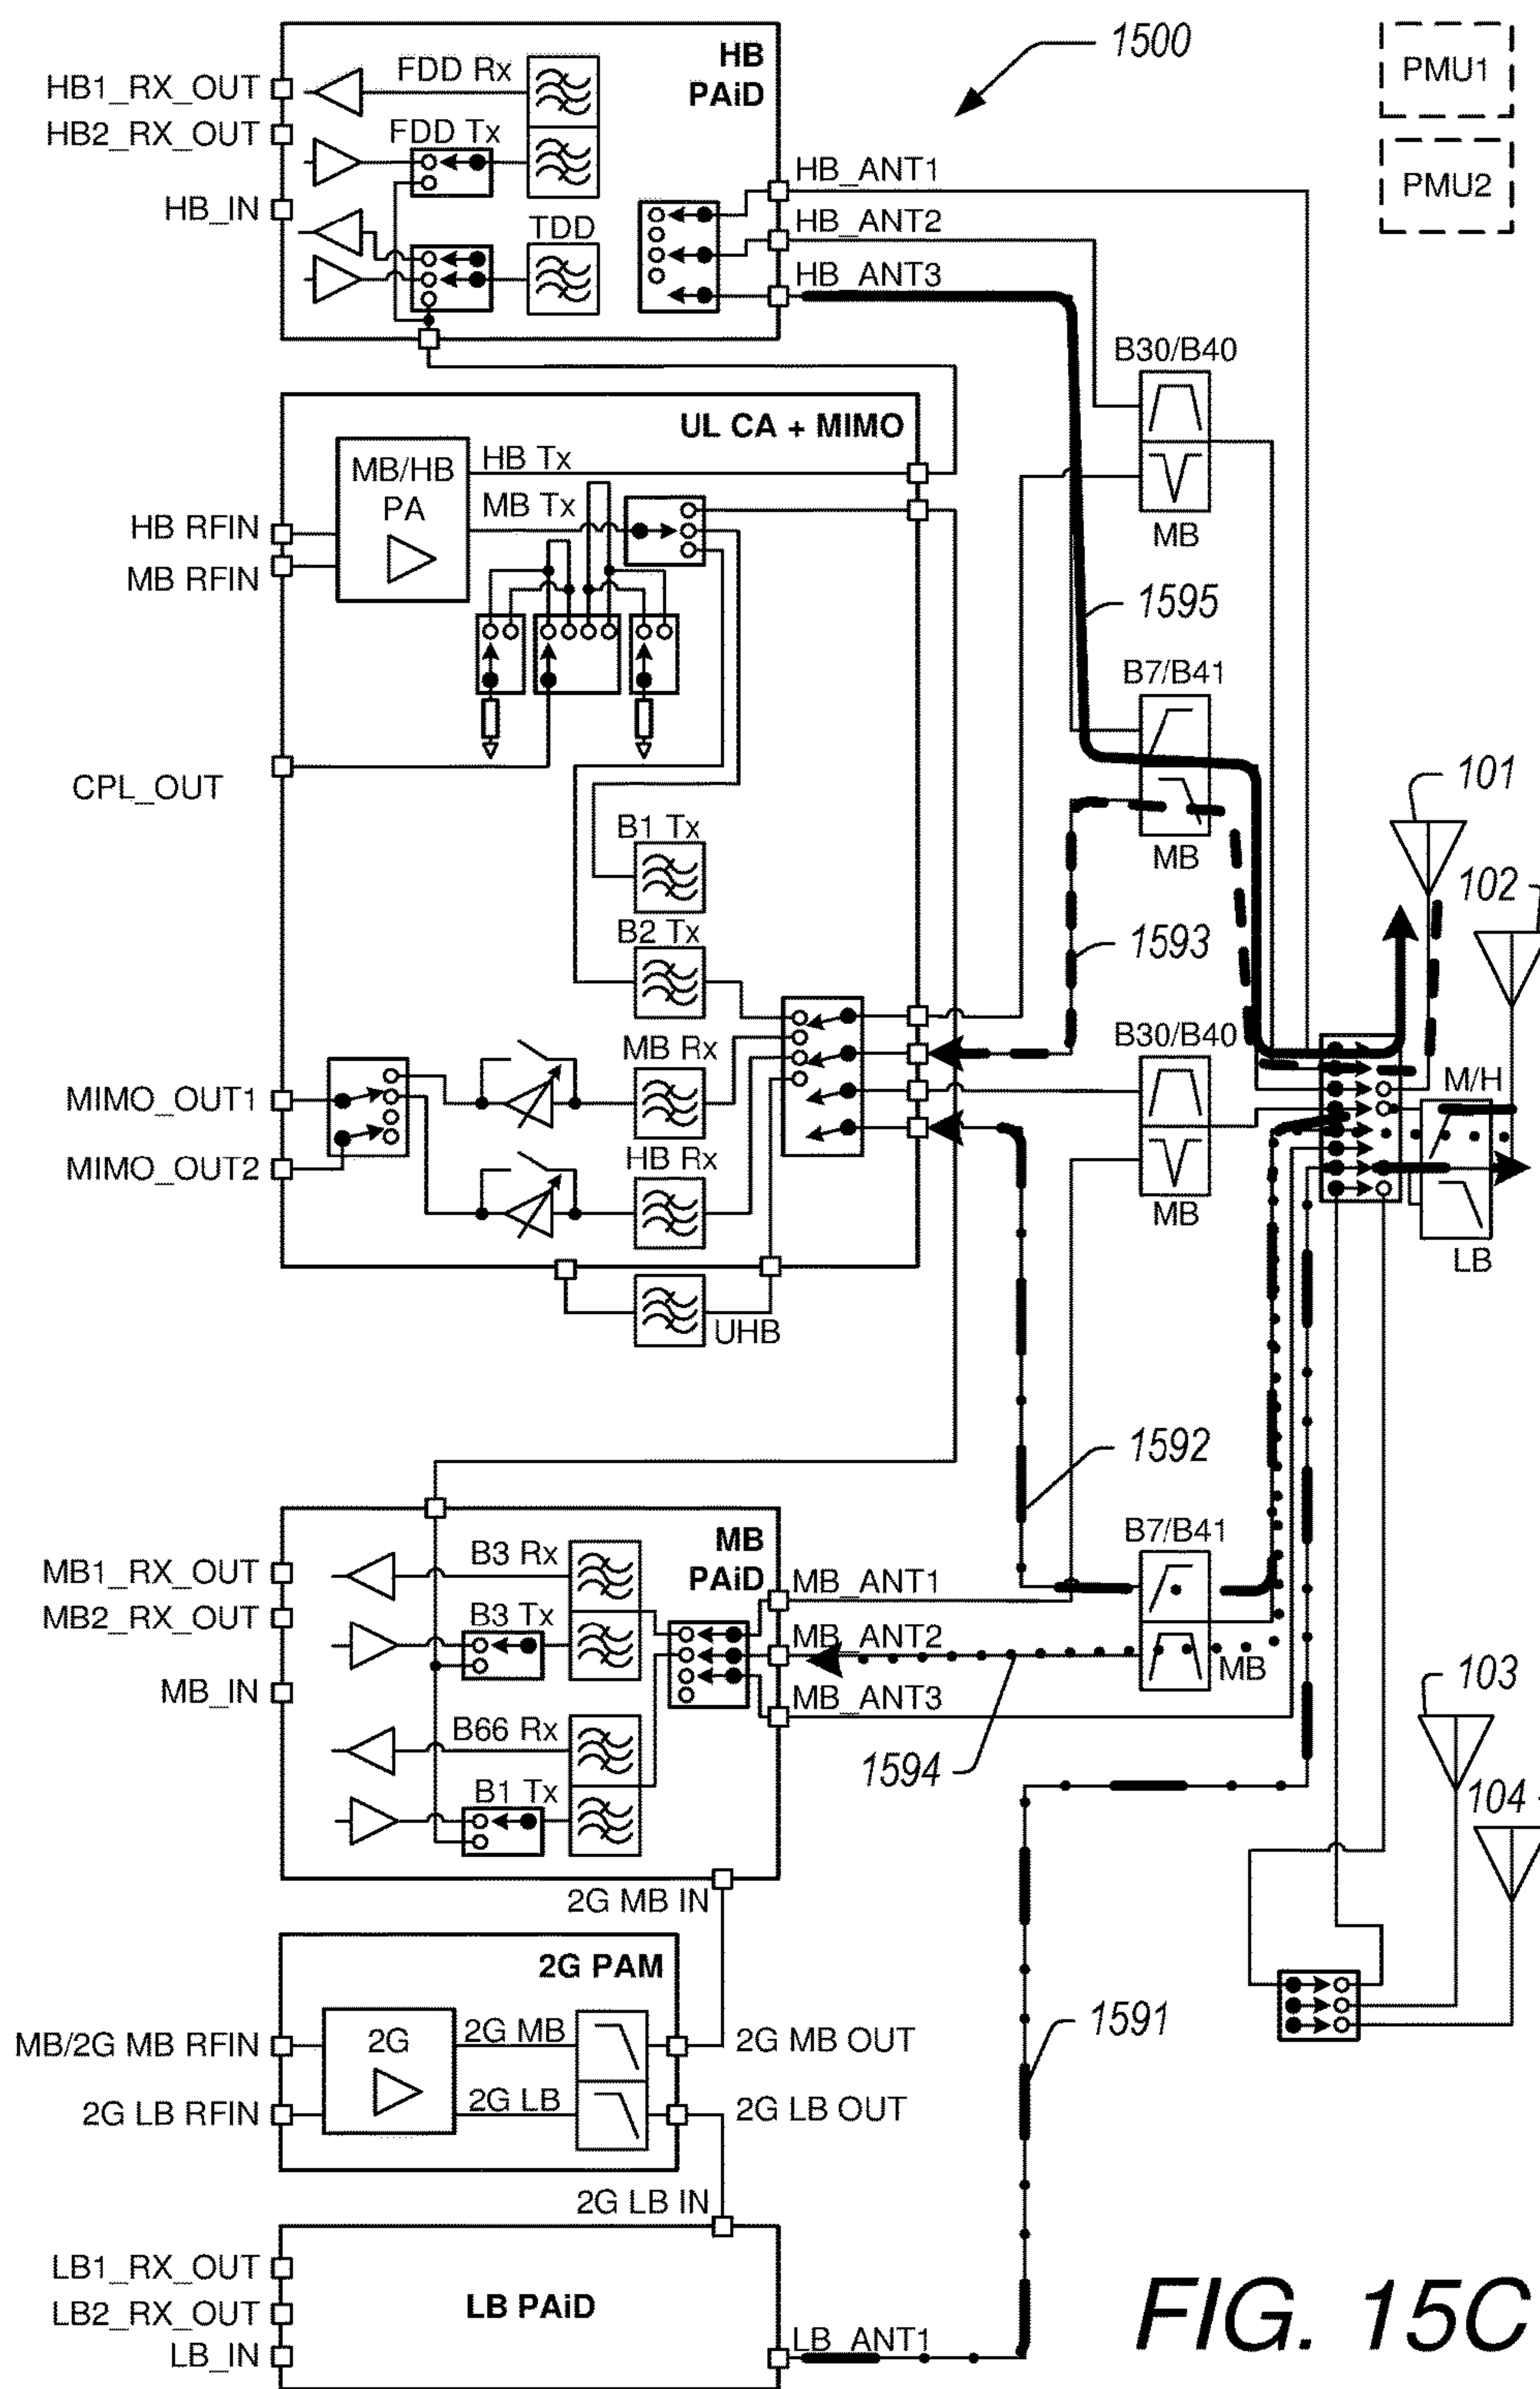 1500
PMU1
PMU2
HB
PAiD
HB1_RX_OUT
HB2_RX_OUT
HB_IN
FDD Rx
FDD Tx
TDD
HB_ANT1
HB_ANT2
HB_ANT3
B30/B40
MB
UL CA + MIMO
MB/HB
PA
HB Tx
MB Tx
HB RFIN
MB RFIN
CPL_OUT
1595
B7/B41
MB
101
102
B1 Tx
B2 Tx
1593
MB Rx
HB Rx
MIMO_OUT1
MIMO_OUT2
UHB
B30/B40
MB
M/H
LB
1592
MB
PAiD
MB1_RX_OUT
MB2_RX_OUT
MB_IN
B3 Rx
B3 Tx
B66 Rx
B1 Tx
MB_ANT1
MB_ANT2
MB_ANT3
B7/B41
MB
1594
103
104
2G MB IN
2G PAM
MB/2G MB RFIN
2G LB RFIN
2G
2G MB
2G LB
2G MB OUT
2G LB OUT
1591
2G LB IN
LB1_RX_OUT
LB2_RX_OUT
LB_IN
LB PAiD
LB_ANT1
FIG. 15C